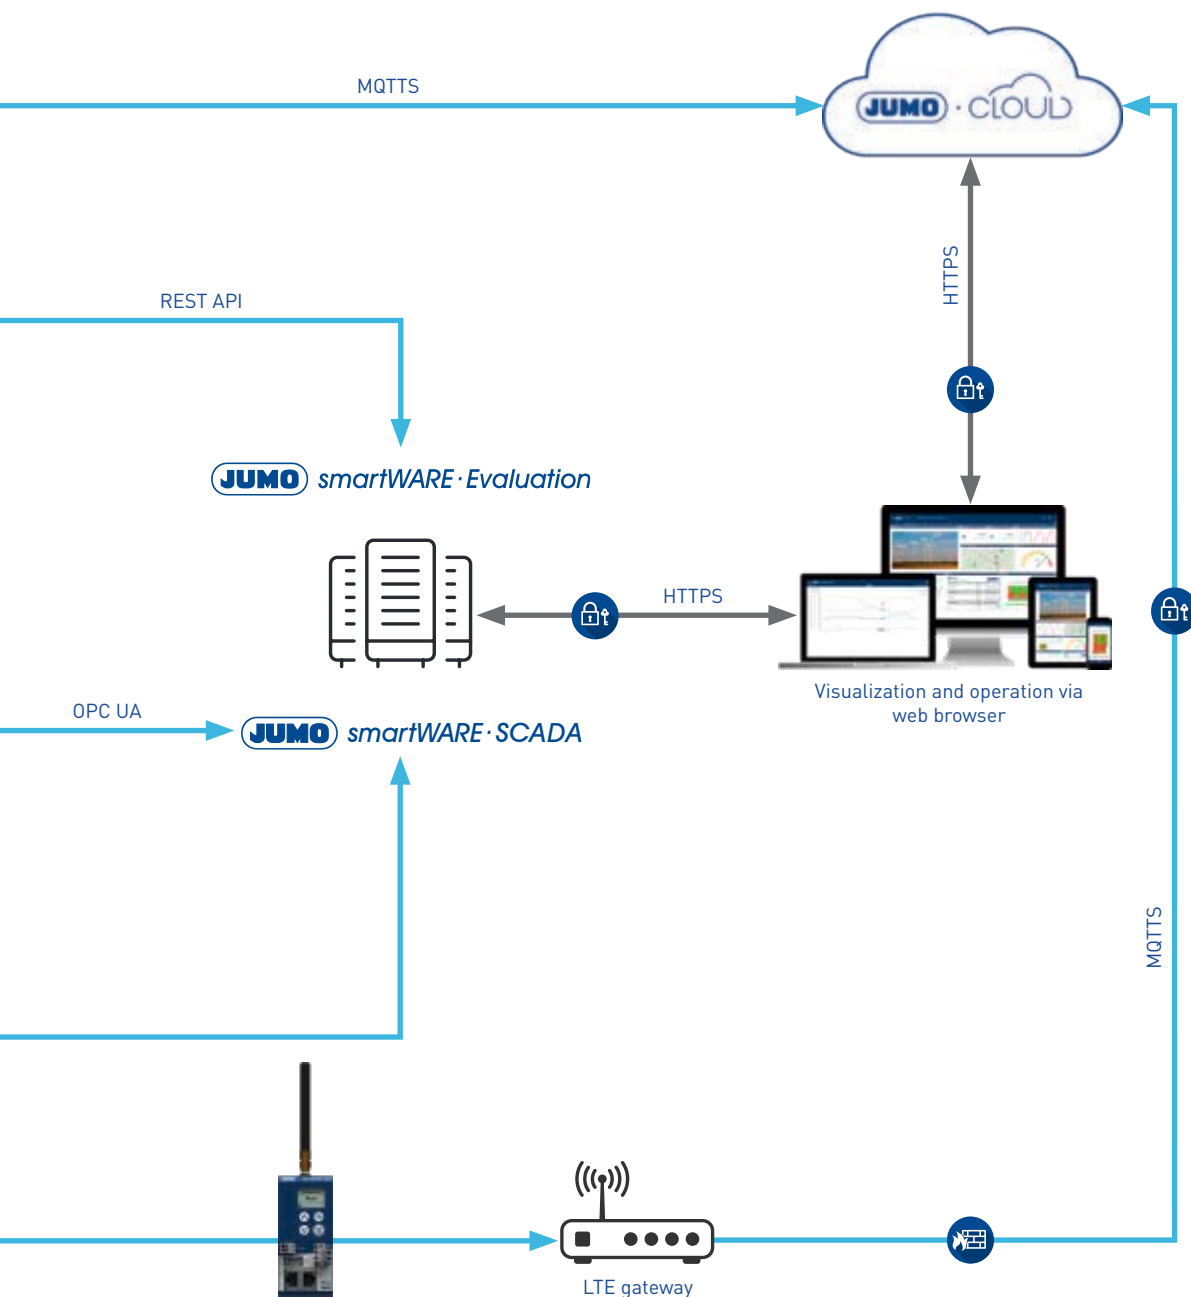 MQTTS
JUMO · CLOUD
HTTPS
REST API
JUMO smartWARE · Evaluation
HTTPS
Visualization and operation via
web browser
OPC UA
JUMO smartWARE · SCADA
MQTTS
LTE gateway